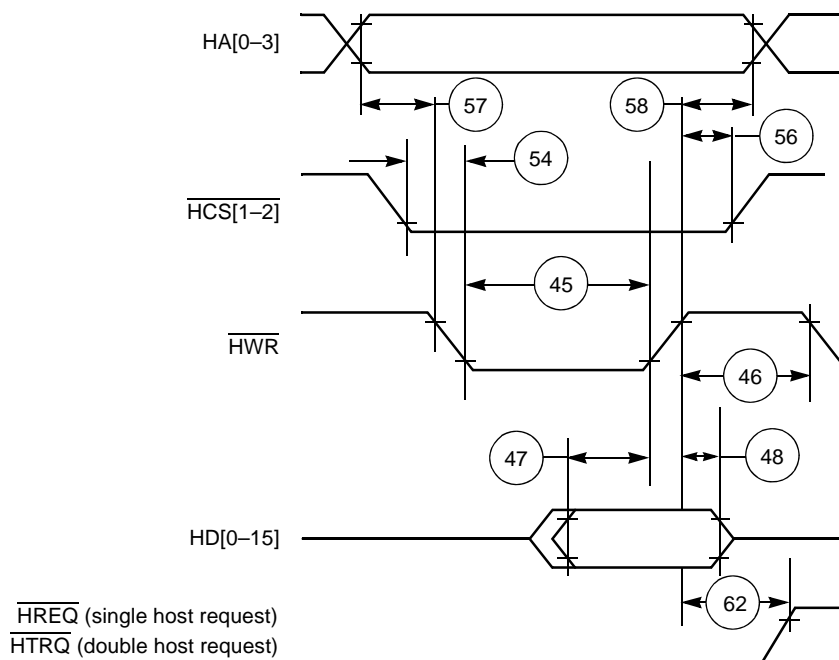 HA[0–3]
57
58
56
54
HCS[1–2]
45
HWR
46
47
48
HD[0–15]
62
HREQ (single host request)
HTRQ (double host request)